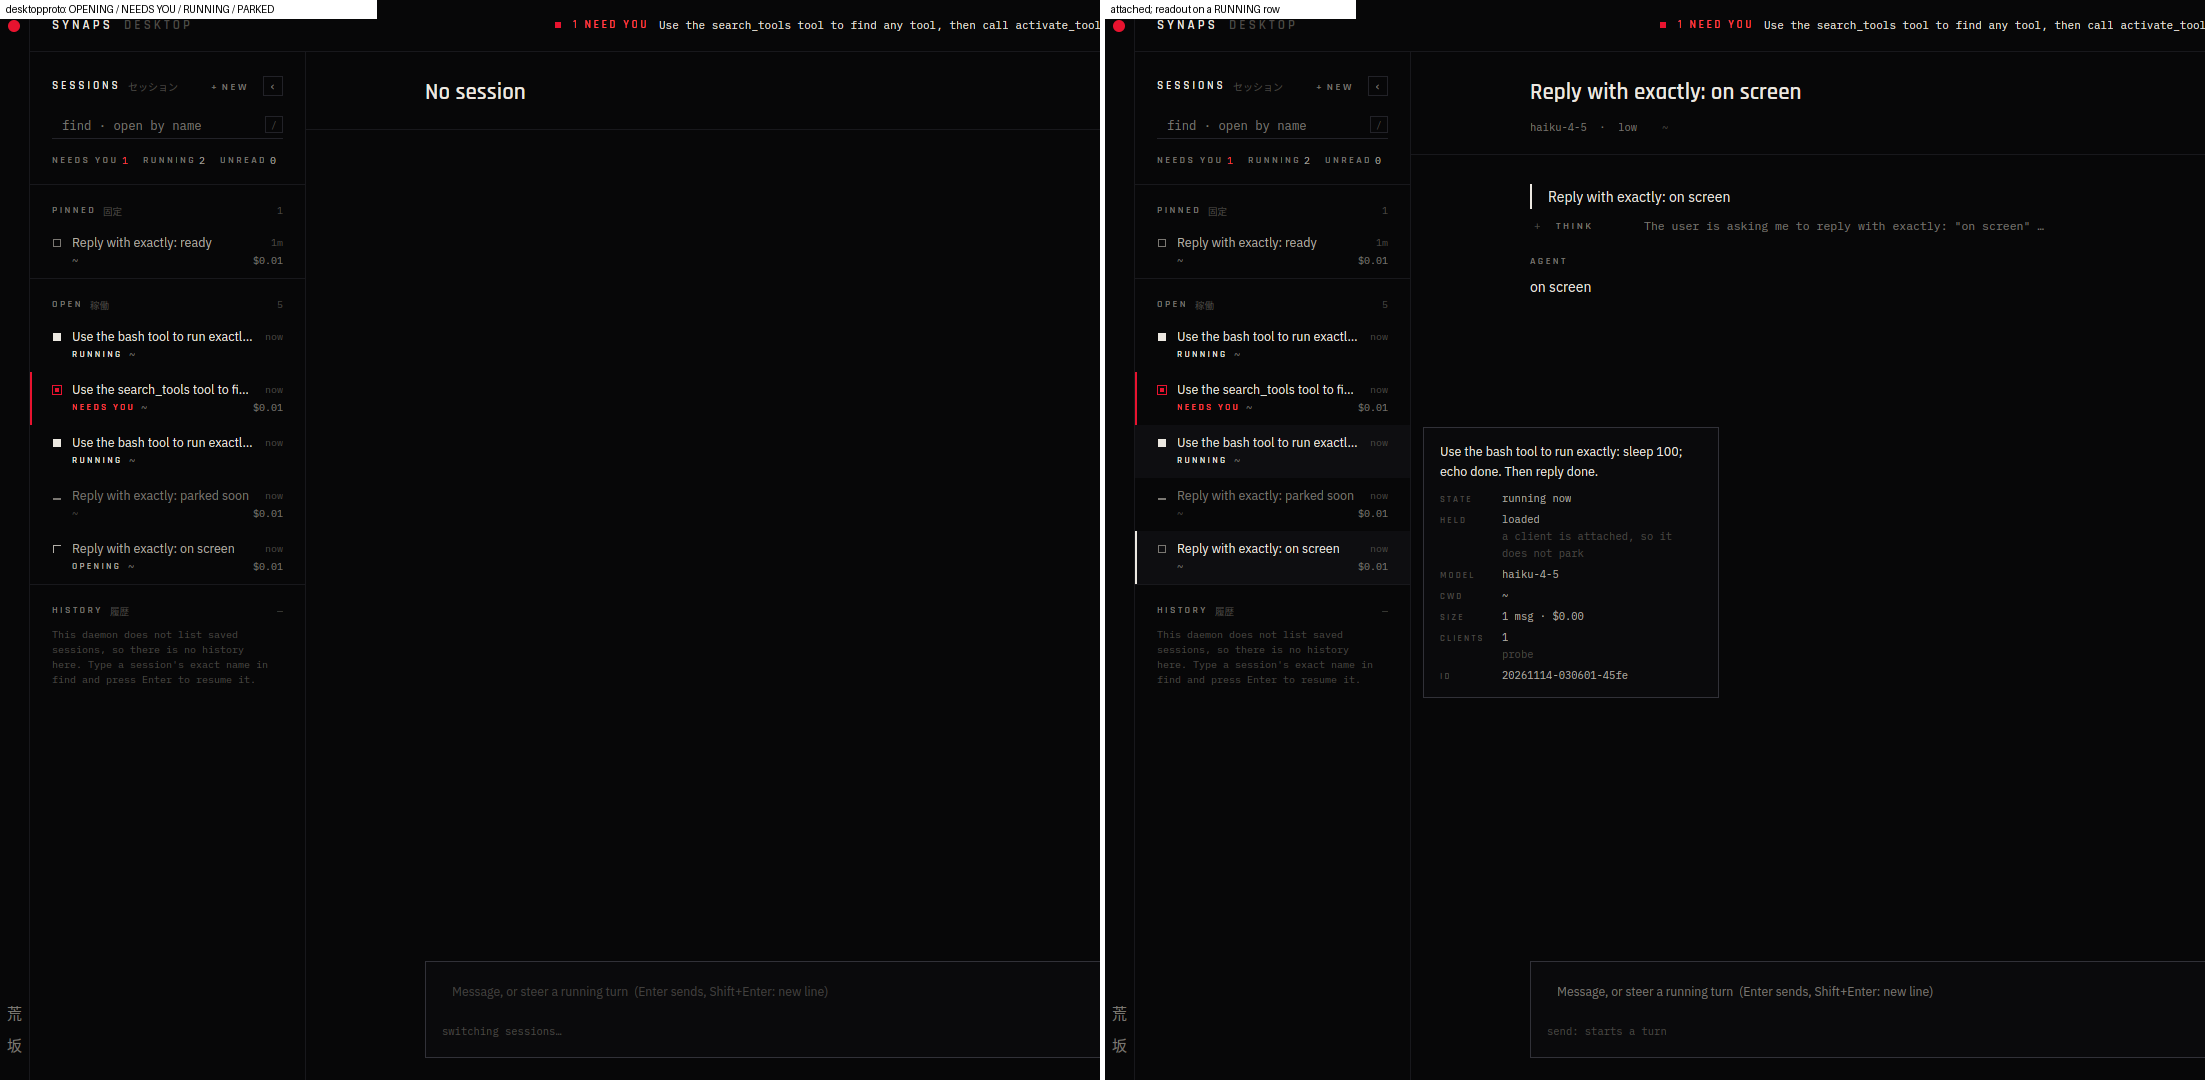 desktopproto: OPENING / NEEDS YOU / RUNNING / PARKED
SYNAPS DESKTOP
1 NEED YOU Use the search_tools tool to find any tool, then call activate_tool
SESSIONS セッション + NEW ‹
find · open by name /
NEEDS YOU 1 RUNNING 2 UNREAD 0
PINNED 固定 1
Reply with exactly: ready 1m
~ $0.01
OPEN 稼働 5
Use the bash tool to run exactl… now
RUNNING ~
Use the search_tools tool to fi… now
NEEDS YOU ~ $0.01
Use the bash tool to run exactl… now
RUNNING ~
Reply with exactly: parked soon now
~ $0.01
Reply with exactly: on screen now
OPENING ~ $0.01
HISTORY 履歴 —
This daemon does not list saved
sessions, so there is no history
here. Type a session's exact name in
find and press Enter to resume it.
荒
坂
No session
Message, or steer a running turn (Enter sends, Shift+Enter: new line)
switching sessions…
attached; readout on a RUNNING row
SYNAPS DESKTOP
1 NEED YOU Use the search_tools tool to find any tool, then call activate_tool
SESSIONS セッション + NEW ‹
find · open by name /
NEEDS YOU 1 RUNNING 2 UNREAD 0
PINNED 固定 1
Reply with exactly: ready 1m
~ $0.01
OPEN 稼働 5
Use the bash tool to run exactl… now
RUNNING ~
Use the search_tools tool to fi… now
NEEDS YOU ~ $0.01
Use the bash tool to run exactl… now
RUNNING ~
Reply with exactly: parked soon now
~ $0.01
Reply with exactly: on screen now
~ $0.01
HISTORY 履歴 —
This daemon does not list saved
sessions, so there is no history
here. Type a session's exact name in
find and press Enter to resume it.
荒
坂
Reply with exactly: on screen
haiku-4-5 · low ~
Reply with exactly: on screen
+ THINK The user is asking me to reply with exactly: "on screen" …
AGENT
on screen
Use the bash tool to run exactly: sleep 100;
echo done. Then reply done.
STATE running now
HELD loaded
a client is attached, so it
does not park
MODEL haiku-4-5
CWD ~
SIZE 1 msg · $0.00
CLIENTS 1
probe
ID 20261114-030601-45fe
Message, or steer a running turn (Enter sends, Shift+Enter: new line)
send: starts a turn